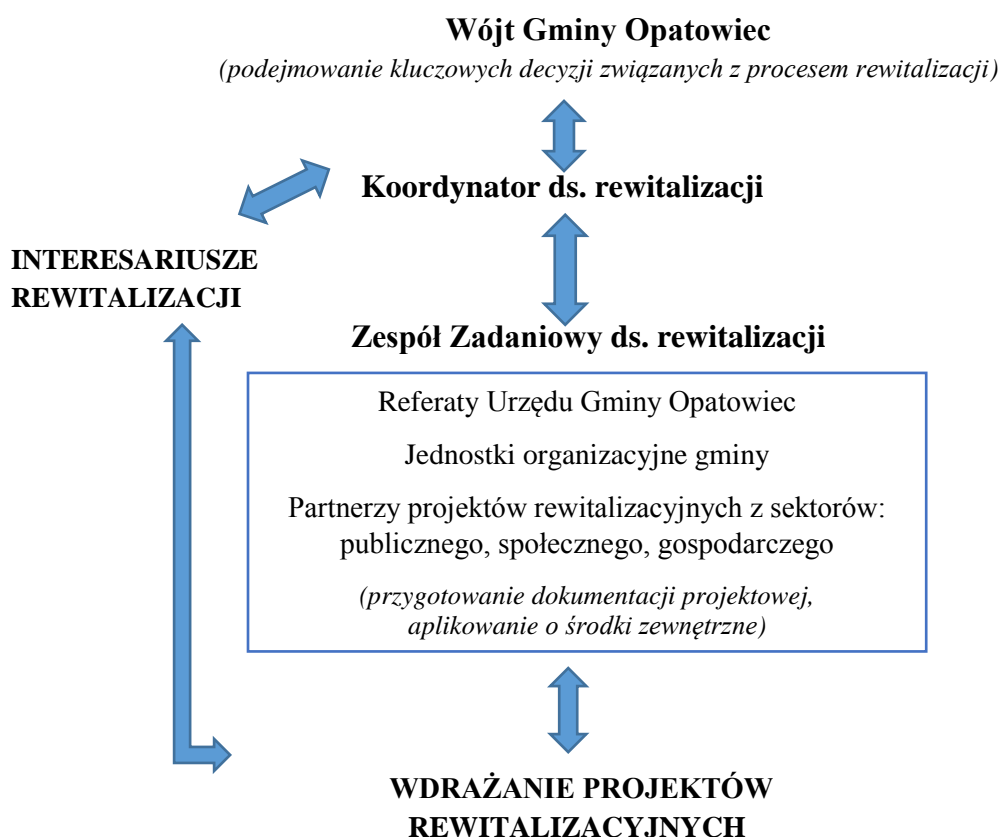 Wójt Gminy Opatowiec
(podejmowanie kluczowych decyzji związanych z procesem rewitalizacji)
Koordynator ds. rewitalizacji
INTERESARIUSZE
REWITALIZACJI
Zespół Zadaniowy ds. rewitalizacji
Referaty Urzędu Gminy Opatowiec
Jednostki organizacyjne gminy
Partnerzy projektów rewitalizacyjnych z sektorów:
publicznego, społecznego, gospodarczego
(przygotowanie dokumentacji projektowej,
aplikowanie o środki zewnętrzne)
WDRAŻANIE PROJEKTÓW
REWITALIZACYJNYCH